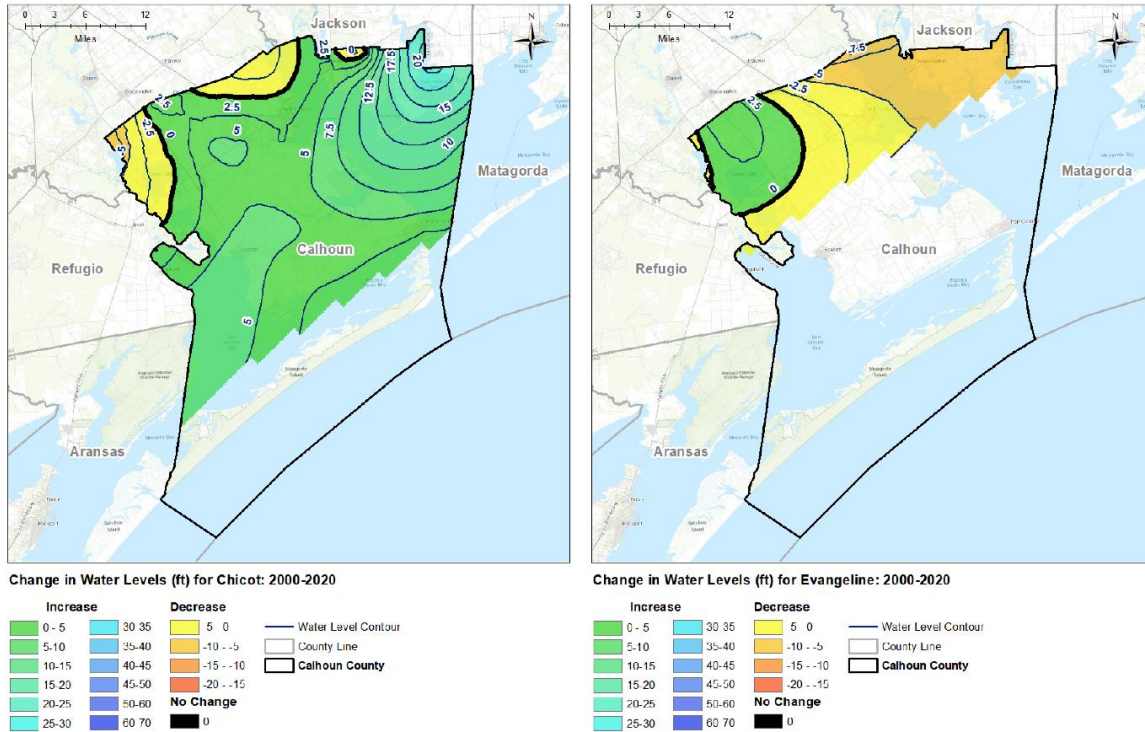 0 3 6 12
Miles
Jackson
N
2.5
0
17.5
20
12.5
2.5
2.5
2.5
0
-5
5
7.5
15
10
5
Matagorda
Calhoun
Refugio
5
Aransas
Change in Water Levels (ft) for Chicot: 2000-2020
Increase
Decrease
0 - 5
30 35
5 0
Water Level Contour
5-10
35-40
-10 - -5
County Line
10-15
40-45
-15 - -10
Calhoun County
15-20
45-50
-20 - -15
20-25
50-60
No Change
25-30
60 70
0
0 3 6 12
Miles
Jackson
N
-7.5
-5
-2.5
2.5
0
Matagorda
Calhoun
Refugio
Aransas
Change in Water Levels (ft) for Evangeline: 2000-2020
Increase
Decrease
0 - 5
30 35
5 0
Water Level Contour
5-10
35-40
-10 - -5
County Line
10-15
40-45
-15 - -10
Calhoun County
15-20
45-50
-20 - -15
20-25
50-60
No Change
25-30
60 70
0